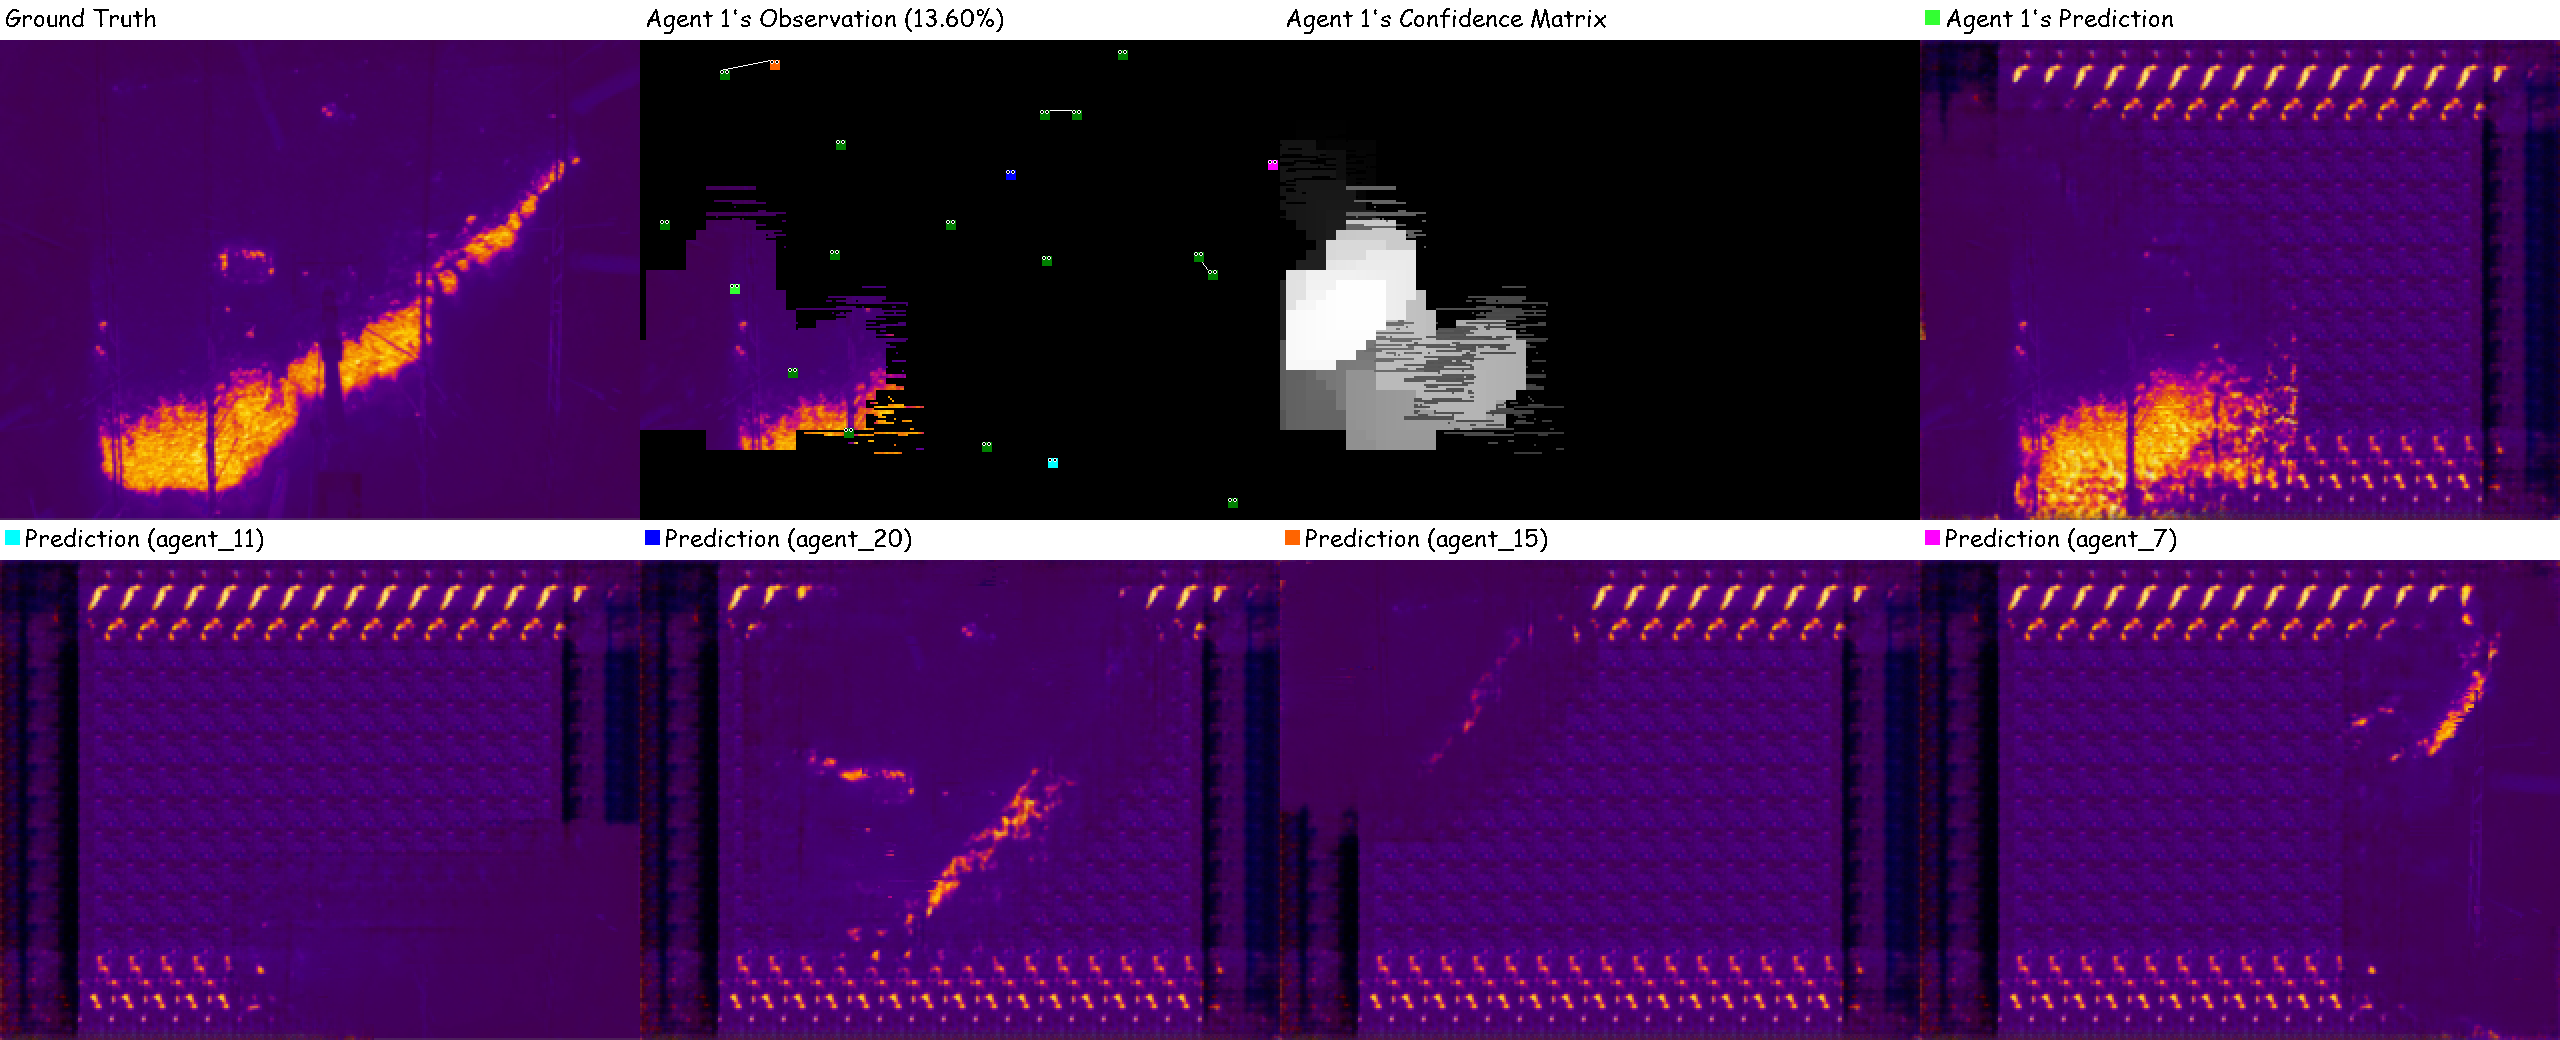 Ground Truth
Agent 1's Observation (13.60%)
Agent 1's Confidence Matrix
Agent 1's Prediction
Prediction (agent_11)
Prediction (agent_20)
Prediction (agent_15)
Prediction (agent_7)